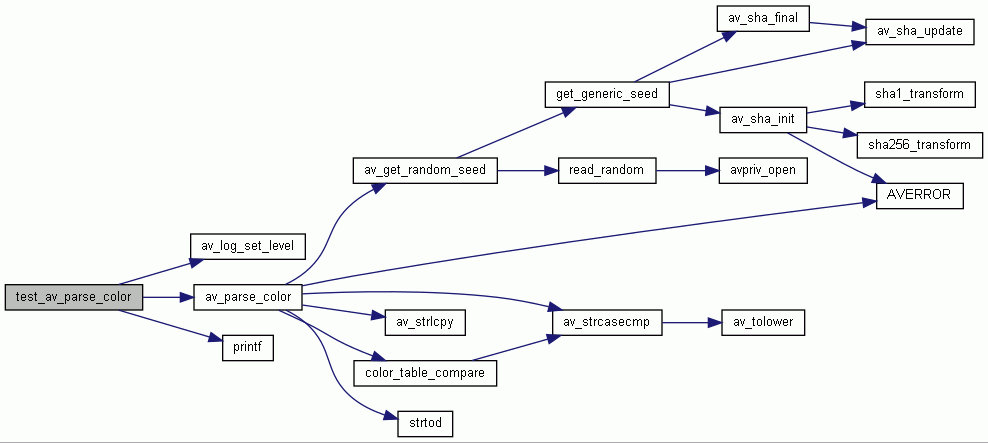 av_sha_final
av_sha_update
get_generic_seed
sha1_transform
av_sha_init
sha256_transform
av_get_random_seed
read_random
avpriv_open
AVERROR
av_log_set_level
test_av_parse_color
av_parse_color
av_strlcpy
av_strcasecmp
av_tolower
printf
color_table_compare
strtod